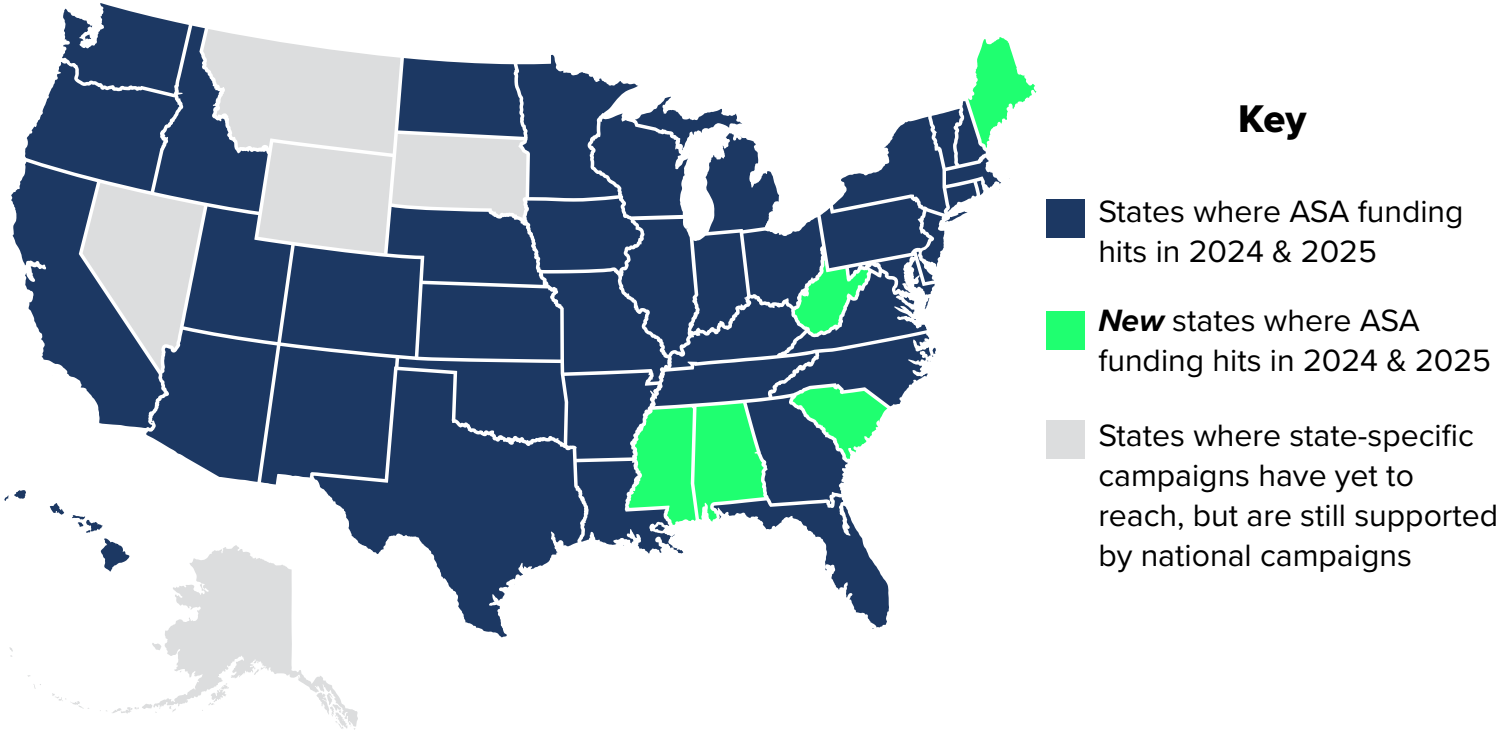 Key
States where ASA funding
hits in 2024 & 2025
New states where ASA
funding hits in 2024 & 2025
States where state-specific
campaigns have yet to
reach, but are still supported
by national campaigns